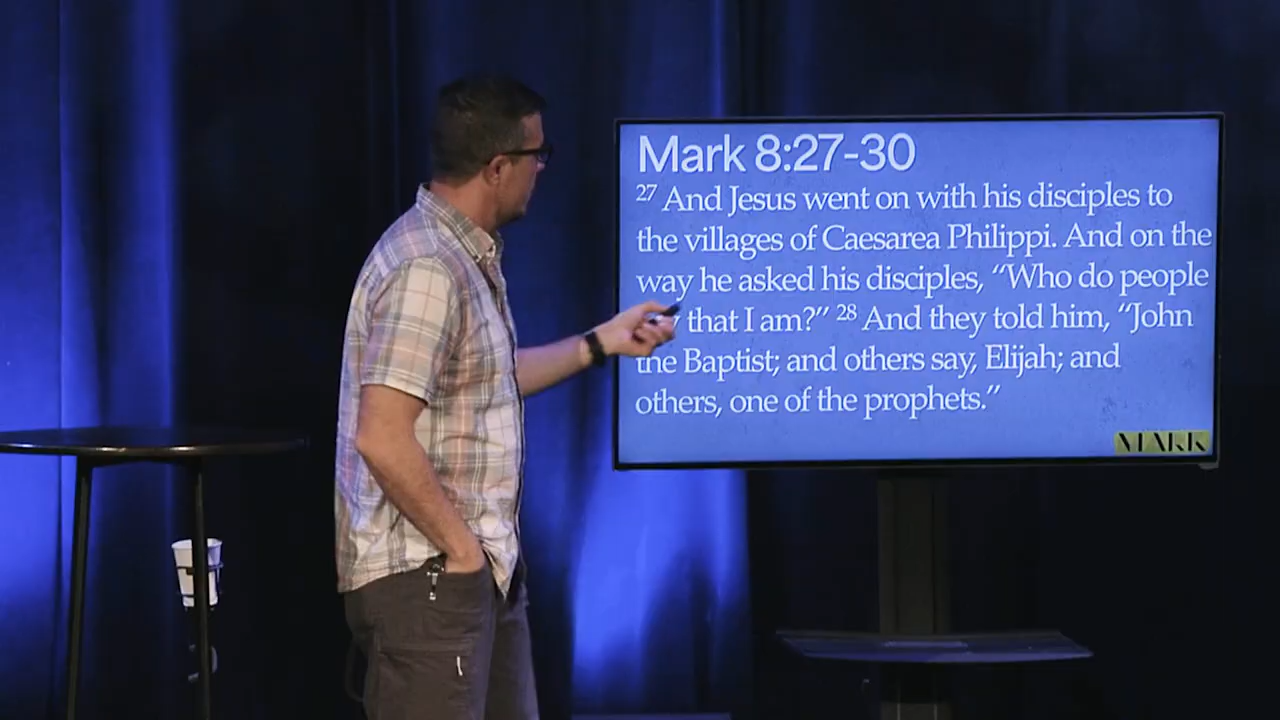 Mark 8:27-30
27 And Jesus went on with his disciples to
the villages of Caesarea Philippi. And on the
way he asked his disciples, “Who do people
that I am?” 28 And they told him, “John
the Baptist; and others say, Elijah; and
others, one of the prophets.”
MARK